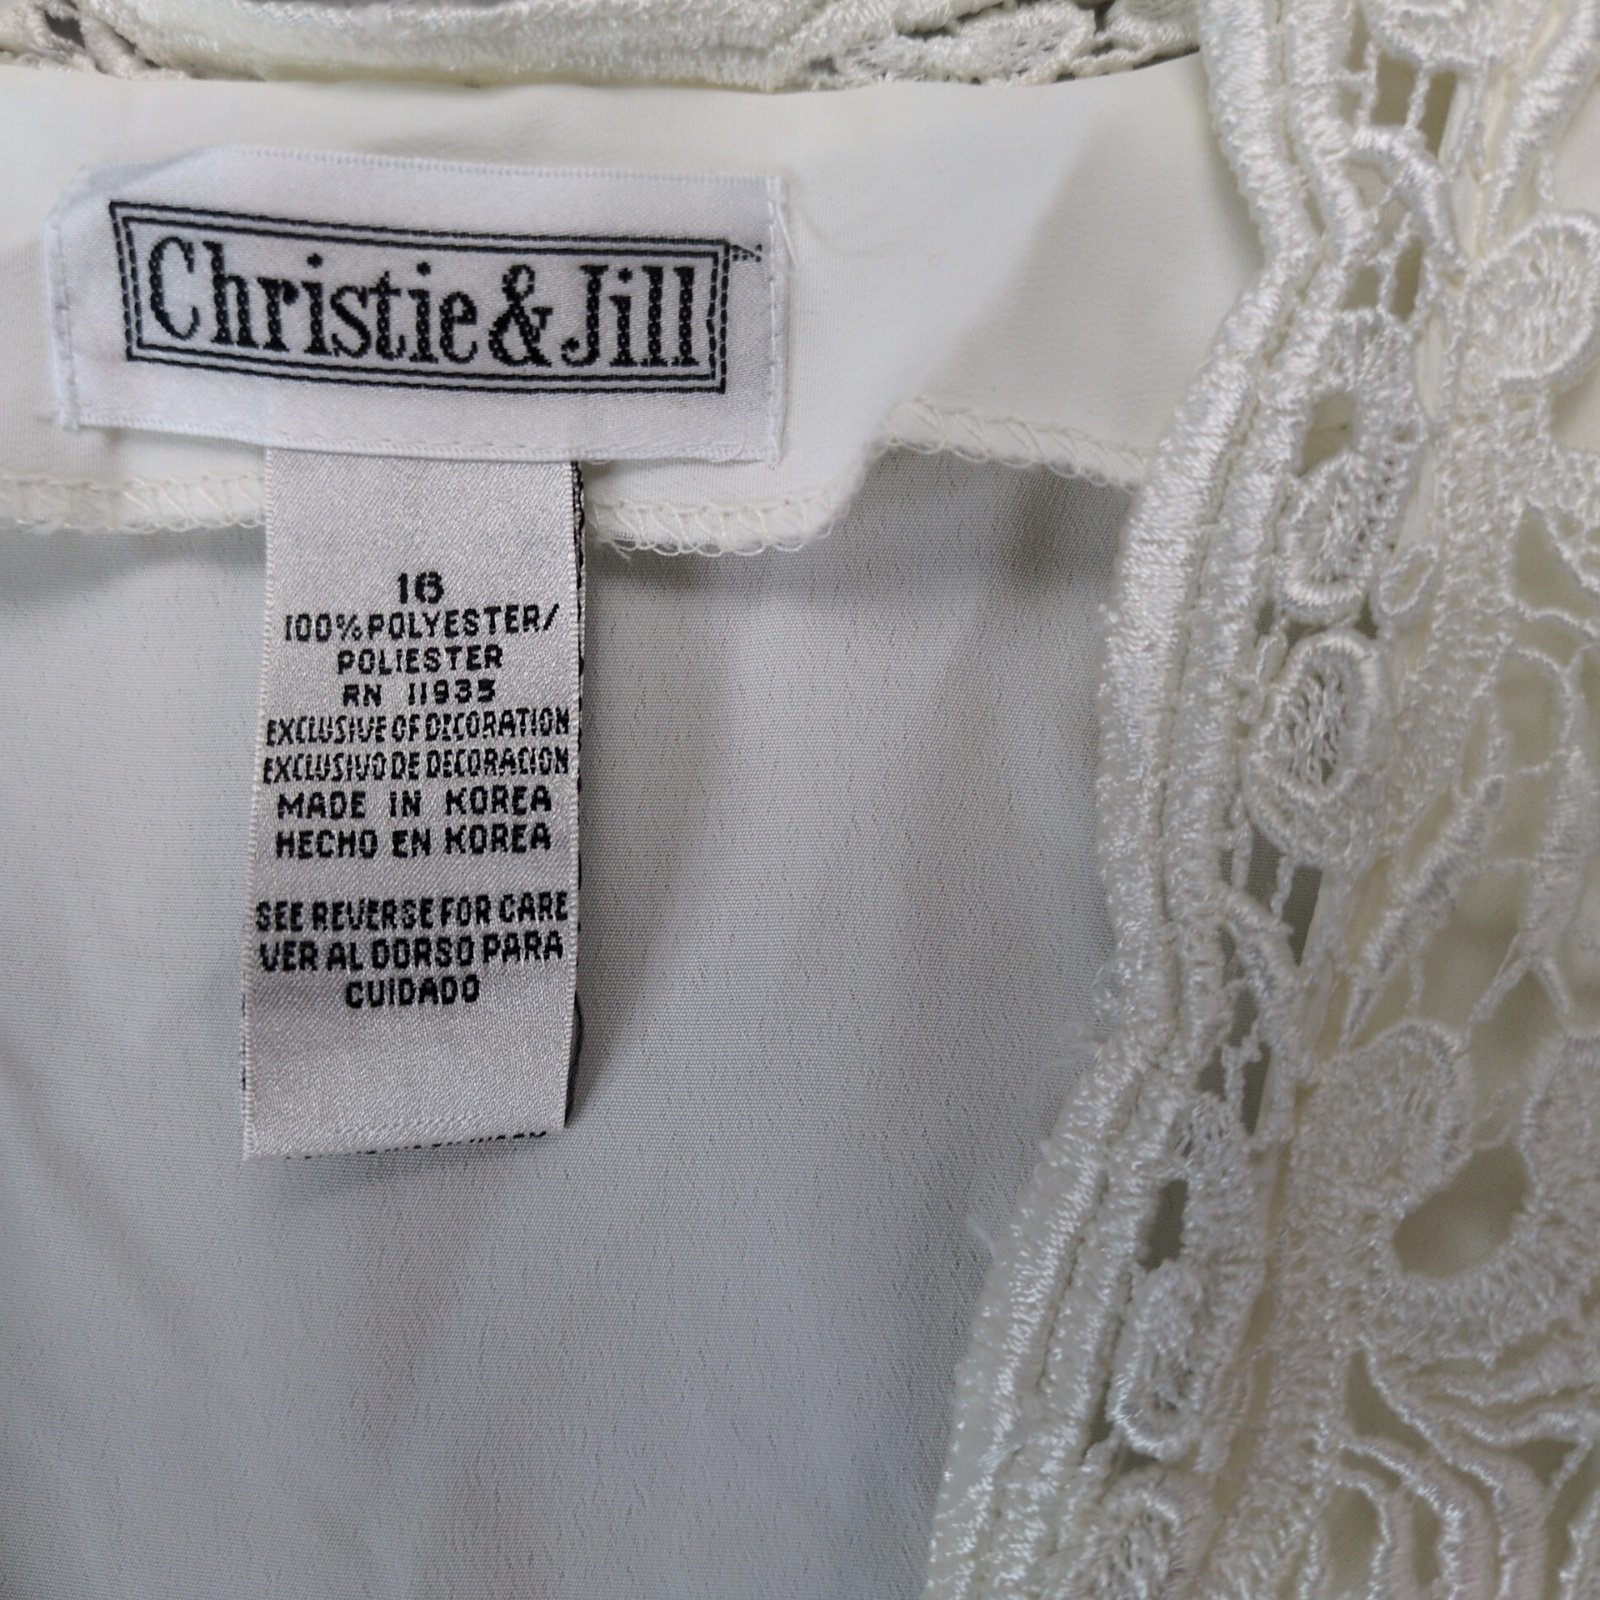 Christie & Jill
16
100% POLYESTER/
POLIESTER
RN 11935
EXCLUSIVE OF DECORATION
EXCLUSIVO DE DECORACION
MADE IN KOREA
HECHO EN KOREA
SEE REVERSE FOR CARE
VER AL DORSO PARA
CUIDADO